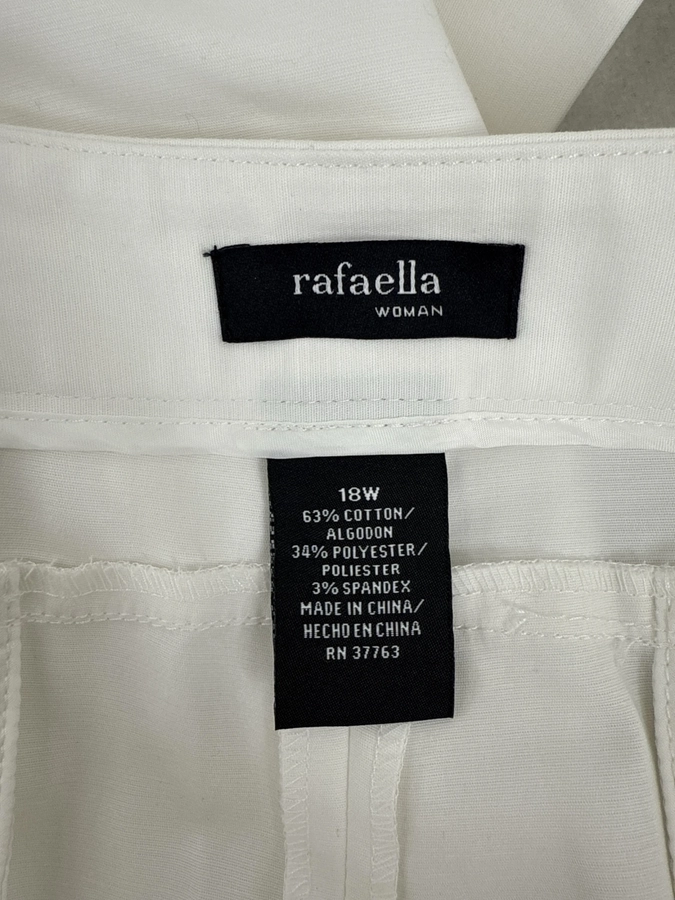 rafaella
WOMAN
18W
63% COTTON/
ALGODON
34% POLYESTER/
POLIESTER
3% SPANDEX
MADE IN CHINA/
HECHO EN CHINA
RN 37763